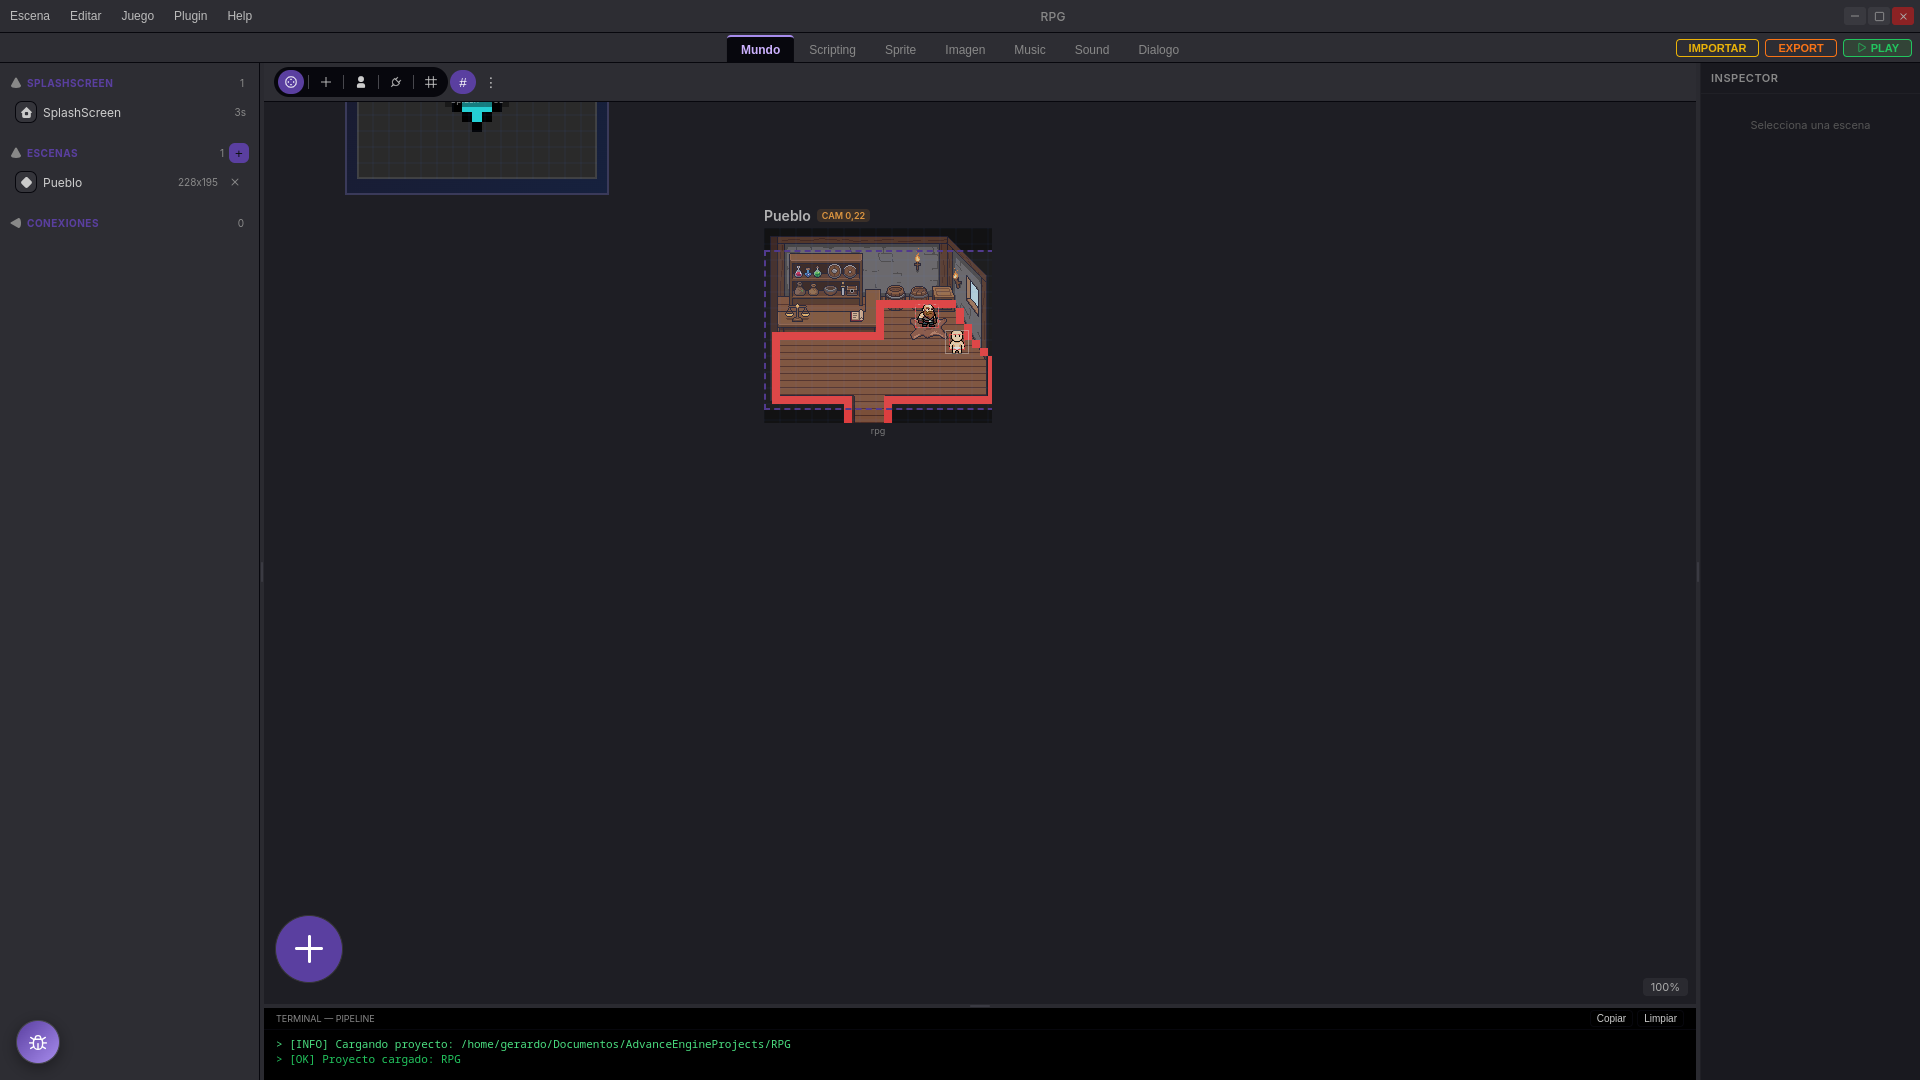 Escena Editar Juego Plugin Help
RPG
Mundo Scripting Sprite Imagen Music Sound Dialogo
IMPORTAR EXPORT PLAY
SPLASHSCREEN 1
SplashScreen 3s
ESCENAS 1 +
Pueblo 228x195 ×
CONEXIONES 0
#
INSPECTOR
Selecciona una escena
Pueblo CAM 0,22
rpg
100%
TERMINAL — PIPELINE
Copiar Limpiar
> [INFO] Cargando proyecto: /home/gerardo/Documentos/AdvanceEngineProjects/RPG
> [OK] Proyecto cargado: RPG